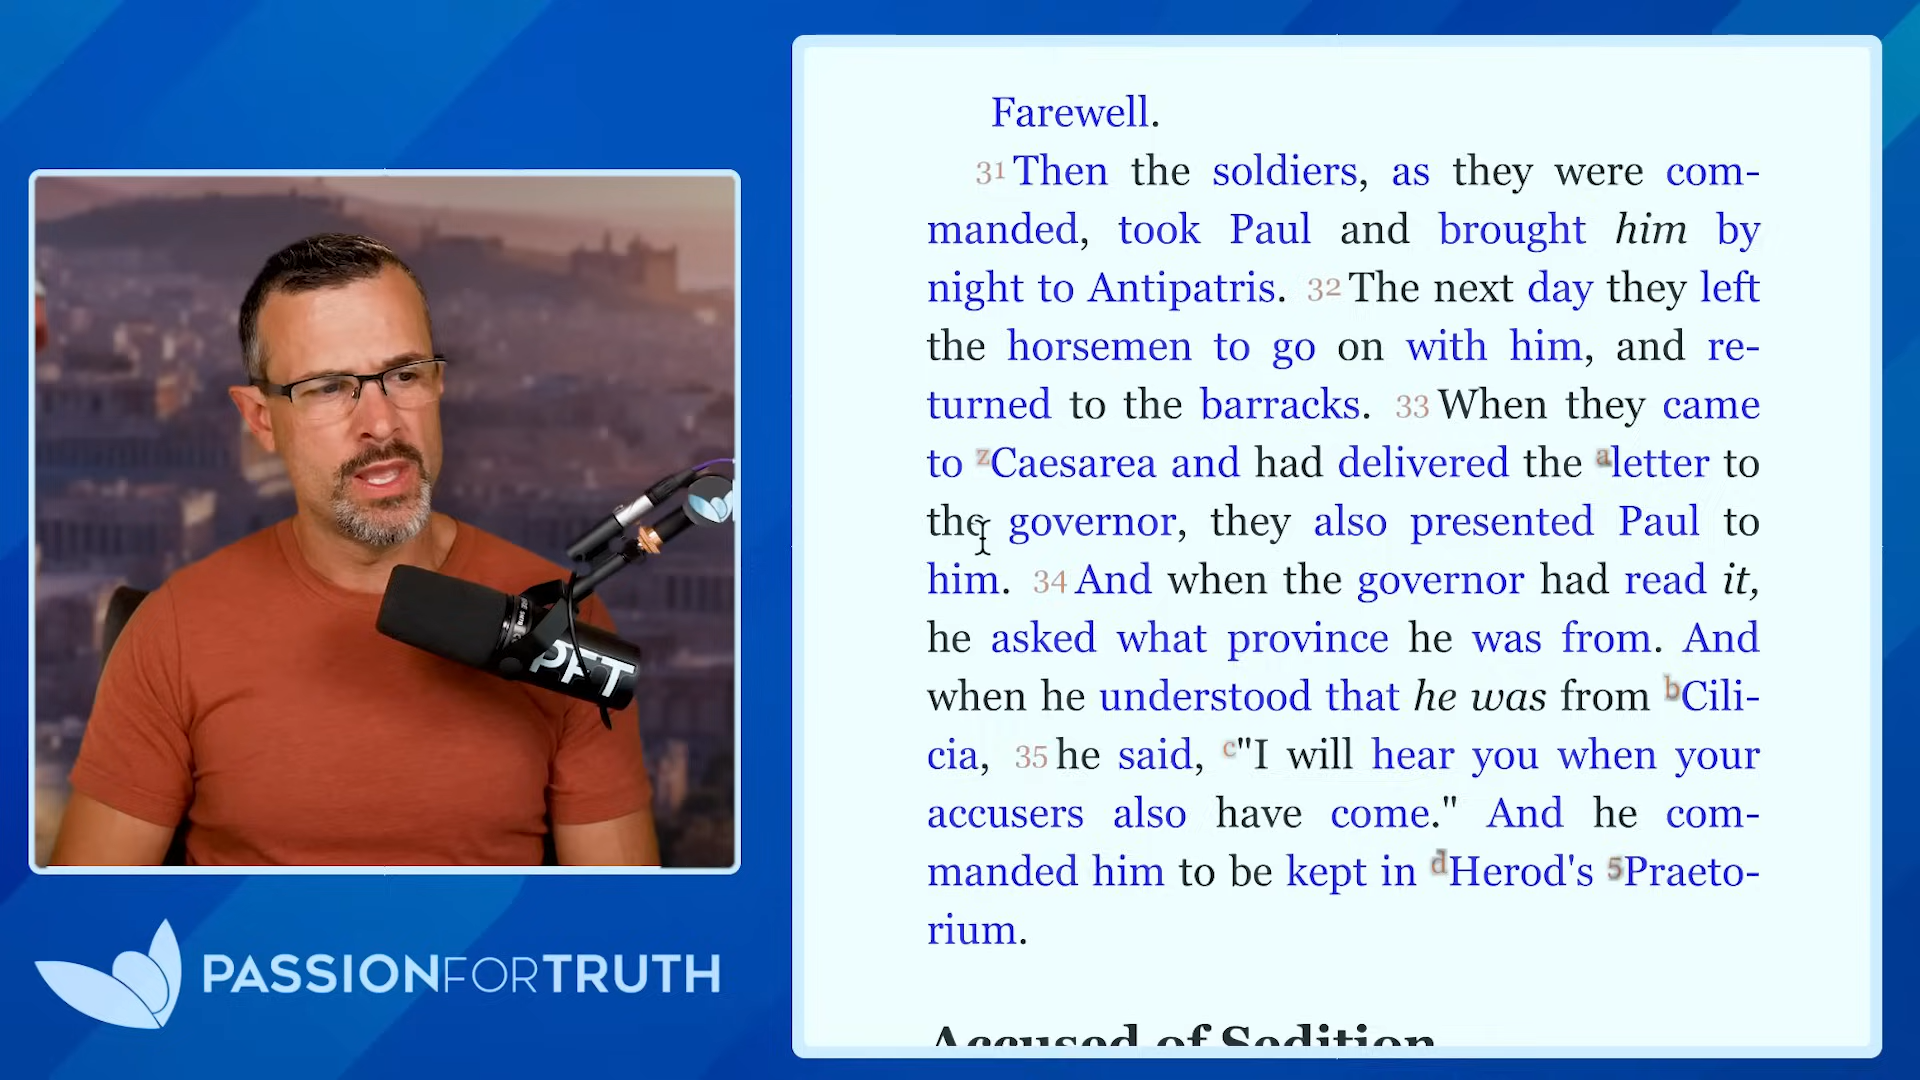 Farewell.
31 Then the soldiers, as they were com-
manded, took Paul and brought him by
night to Antipatris. 32 The next day they left
the horsemen to go on with him, and re-
turned to the barracks. 33 When they came
to zCaesarea and had delivered the aletter to
the governor, they also presented Paul to
him. 34 And when the governor had read it,
he asked what province he was from. And
when he understood that he was from bCili-
cia, 35 he said, c"I will hear you when your
accusers also have come." And he com-
manded him to be kept in dHerod's 5Praeto-
rium.
Accused of Sedition
PFT
PASSIONFORTRUTH